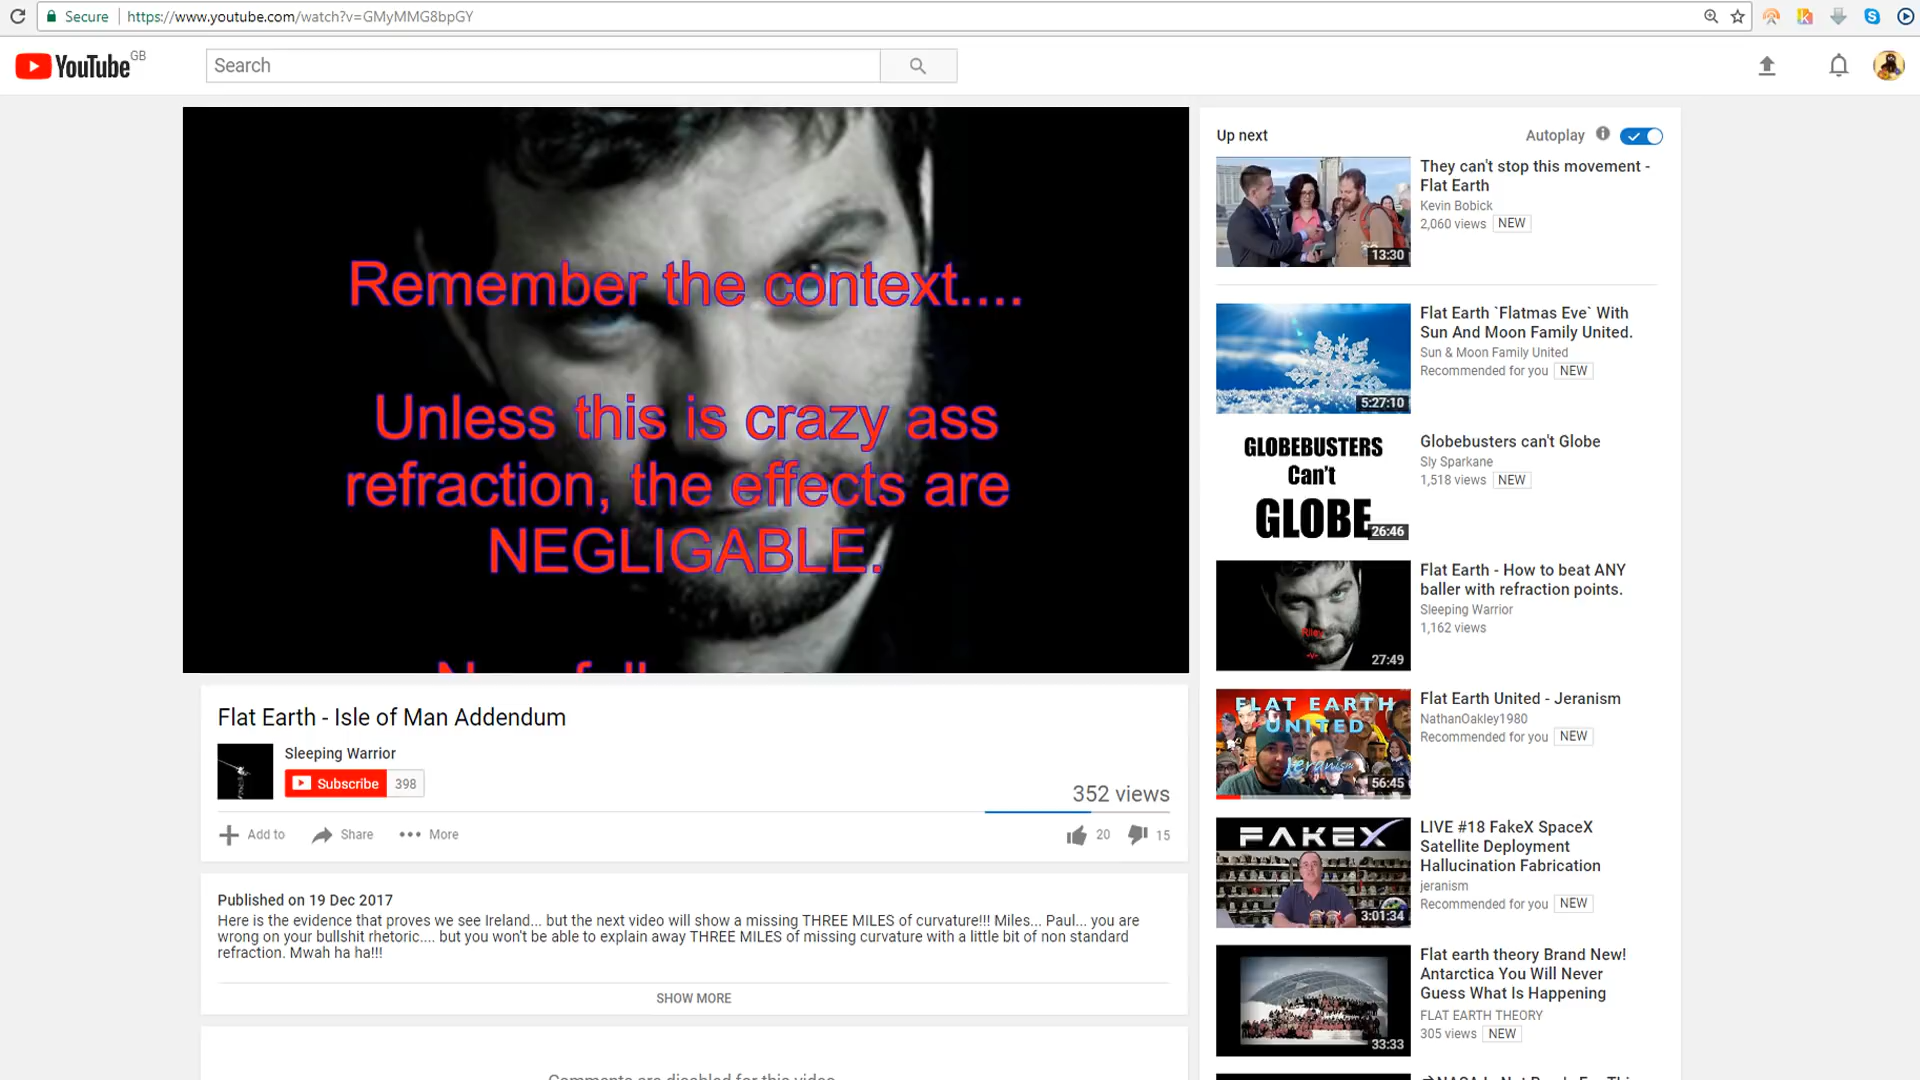 Secure
https://www.youtube.com/watch?v=GMyMMG8bpGY
YouTube GB
Search
Remember the context....
Unless this is crazy ass
refraction, the effects are
NEGLIGABLE.
Flat Earth - Isle of Man Addendum
Sleeping Warrior
Subscribe 398
352 views
Add to Share More
20 15
Published on 19 Dec 2017
Here is the evidence that proves we see Ireland... but the next video will show a missing THREE MILES of curvature!!! Miles... Paul... you are
wrong on your bullshit rhetoric.... but you won't be able to explain away THREE MILES of missing curvature with a little bit of non standard
refraction. Mwah ha ha!!!
SHOW MORE
Comments are disabled for this video
Up next
Autoplay
They can't stop this movement -
Flat Earth
Kevin Bobick
2,060 views NEW
13:30
Flat Earth `Flatmas Eve` With
Sun And Moon Family United.
Sun & Moon Family United
Recommended for you NEW
5:27:10
GLOBEBUSTERS
Can't
GLOBE
26:46
Globebusters can't Globe
Sly Sparkane
1,518 views NEW
Flat Earth - How to beat ANY
baller with refraction points.
Sleeping Warrior
1,162 views
Riley
27:49
FLAT EARTH
UNITED
Jeranism
56:45
Flat Earth United - Jeranism
NathanOakley1980
Recommended for you NEW
FAKEX
3:01:34
LIVE #18 FakeX SpaceX
Satellite Deployment
Hallucination Fabrication
jeranism
Recommended for you NEW
33:33
Flat earth theory Brand New!
Antarctica You Will Never
Guess What Is Happening
FLAT EARTH THEORY
305 views NEW